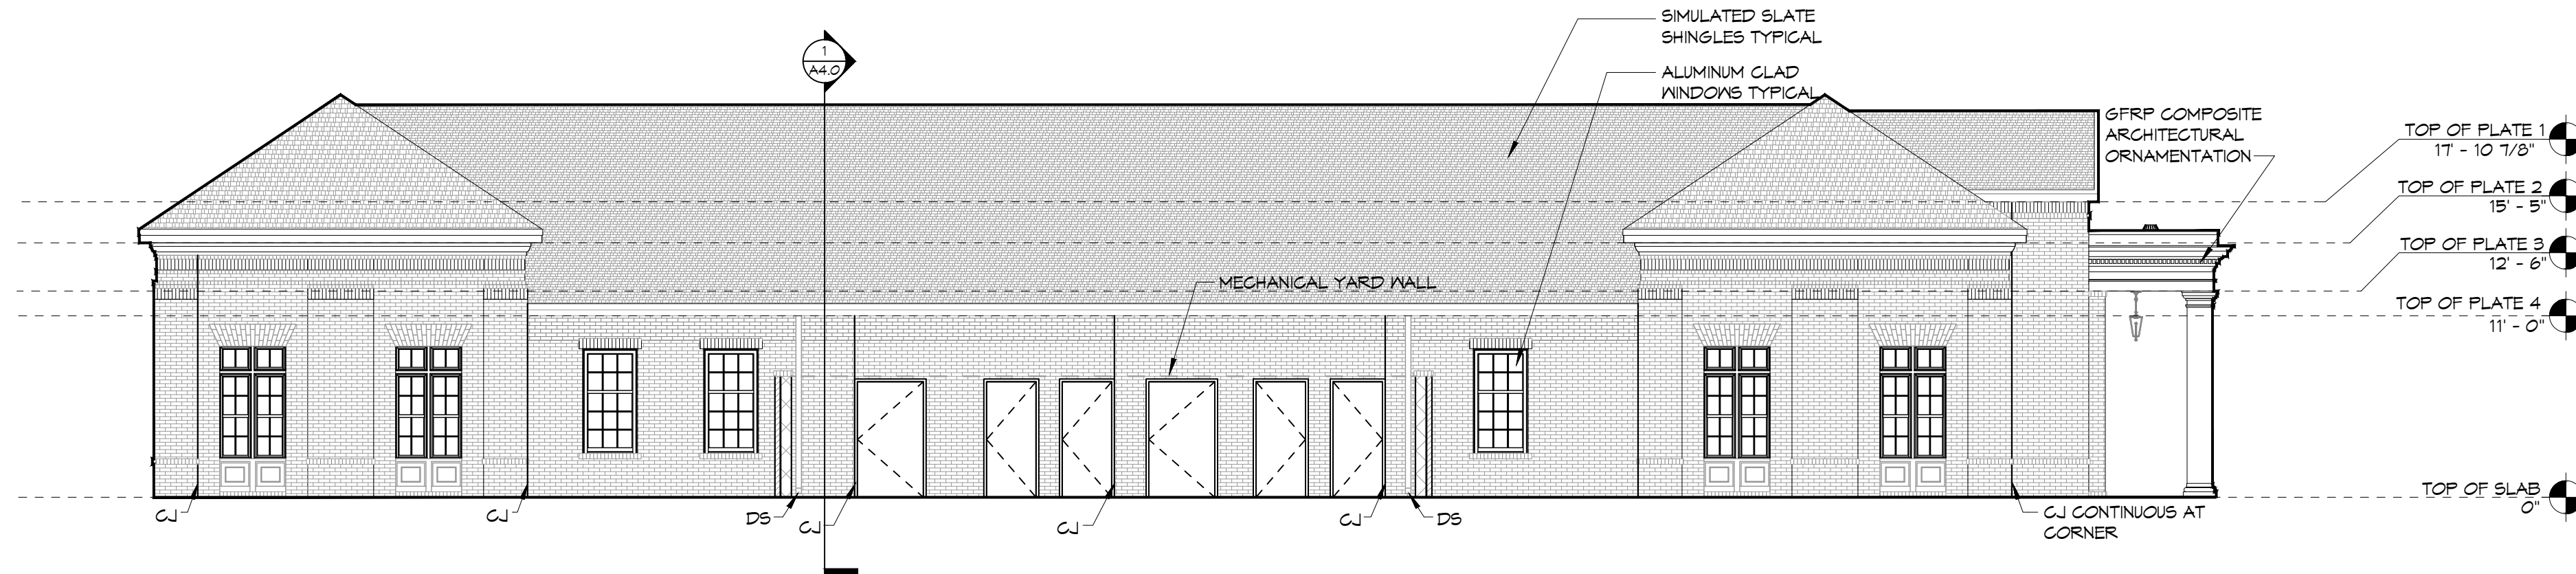 SIMULATED SLATE
SHINGLES TYPICAL
1
A4.0
ALUMINUM CLAD
WINDOWS TYPICAL
GFRP COMPOSITE
ARCHITECTURAL
ORNAMENTATION
TOP OF PLATE 1
17' - 10 7/8"
TOP OF PLATE 2
15' - 5"
TOP OF PLATE 3
12' - 6"
MECHANICAL YARD WALL
TOP OF PLATE 4
11' - 0"
TOP OF SLAB
0"
CJ
CJ
DS
CJ
CJ
CJ
DS
CJ CONTINUOUS AT
CORNER